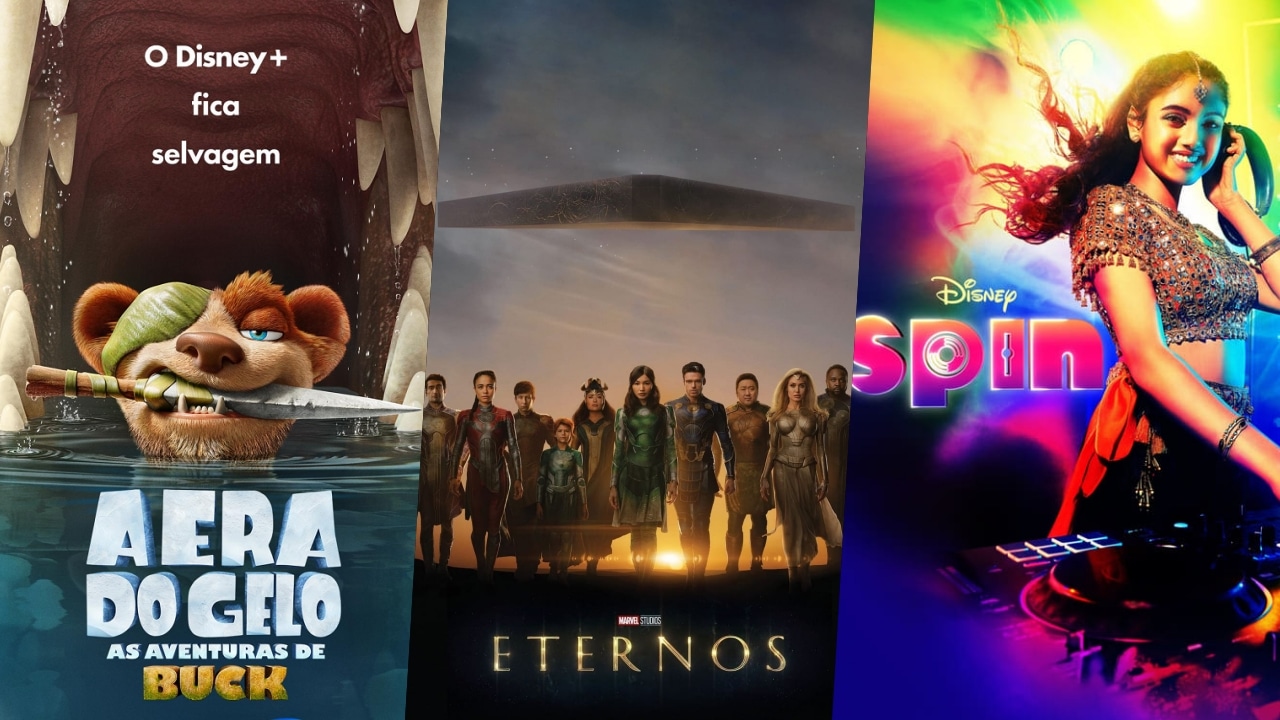 O Disney+
fica
selvagem
A ERA
DO GELO
AS AVENTURAS DE
BUCK
MARVEL STUDIOS
ETERNOS
Disney
spin